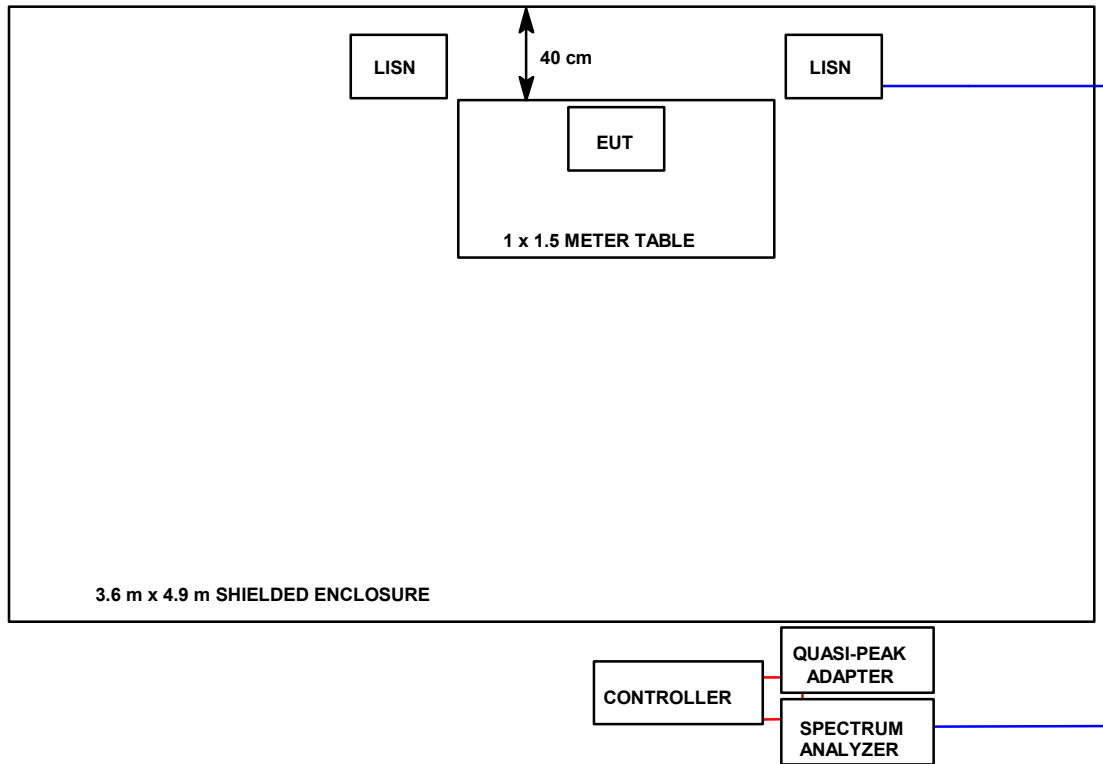 40 cm
LISN
LISN
EUT
1 x 1.5 METER TABLE
3.6 m x 4.9 m SHIELDED ENCLOSURE
QUASI-PEAK
ADAPTER
CONTROLLER
SPECTRUM
ANALYZER